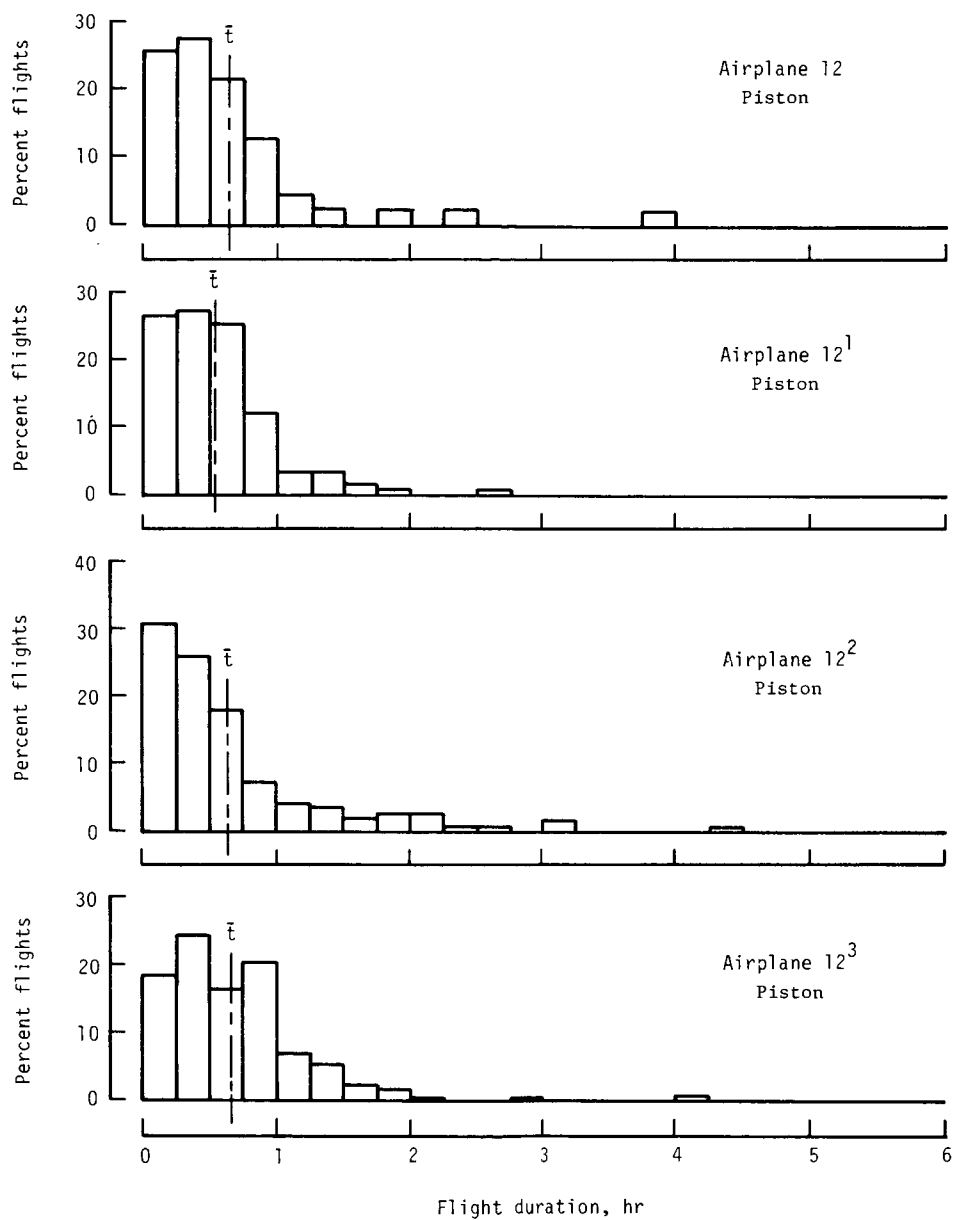 30
20
10
0
Percent flights
t̄
Airplane 12
Piston
30
20
10
0
Percent flights
t̄
Airplane 12¹
Piston
40
30
20
10
0
Percent flights
t̄
Airplane 12²
Piston
30
20
10
0
Percent flights
t̄
Airplane 12³
Piston
0 1 2 3 4 5 6
Flight duration, hr